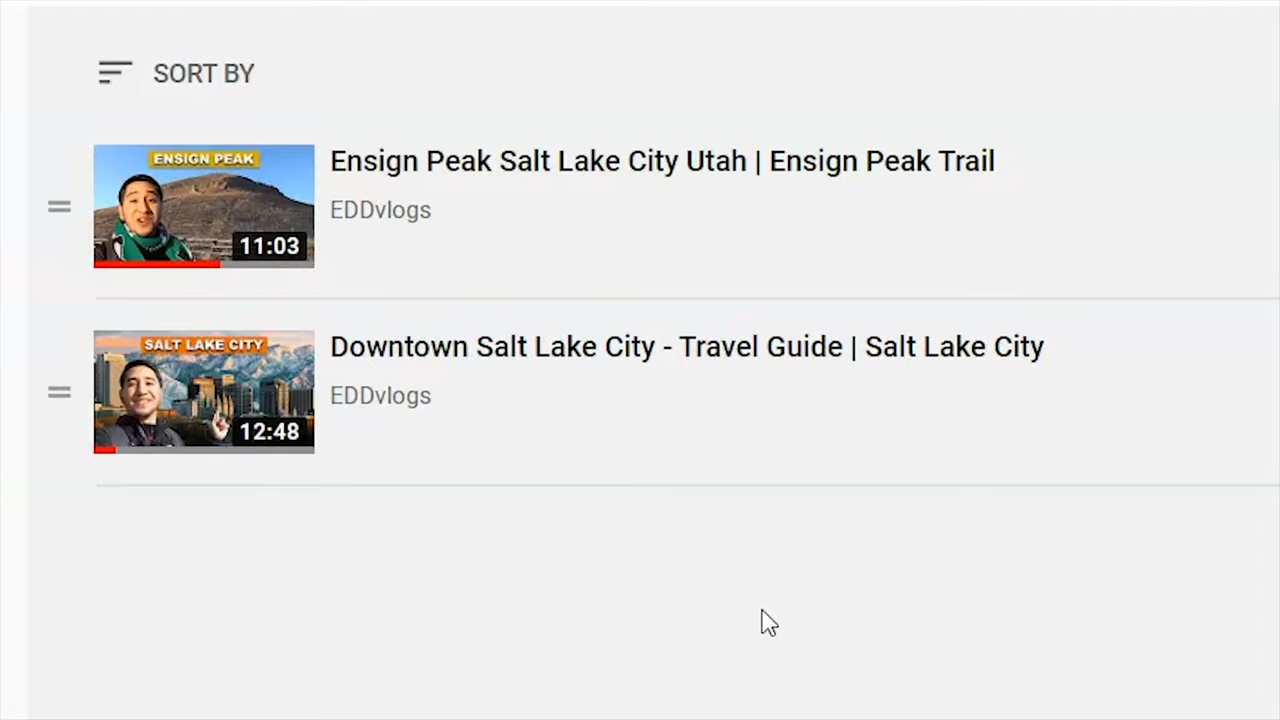 SORT BY
ENSIGN PEAK
11:03
Ensign Peak Salt Lake City Utah | Ensign Peak Trail
EDDvlogs
SALT LAKE CITY
12:48
Downtown Salt Lake City - Travel Guide | Salt Lake City
EDDvlogs